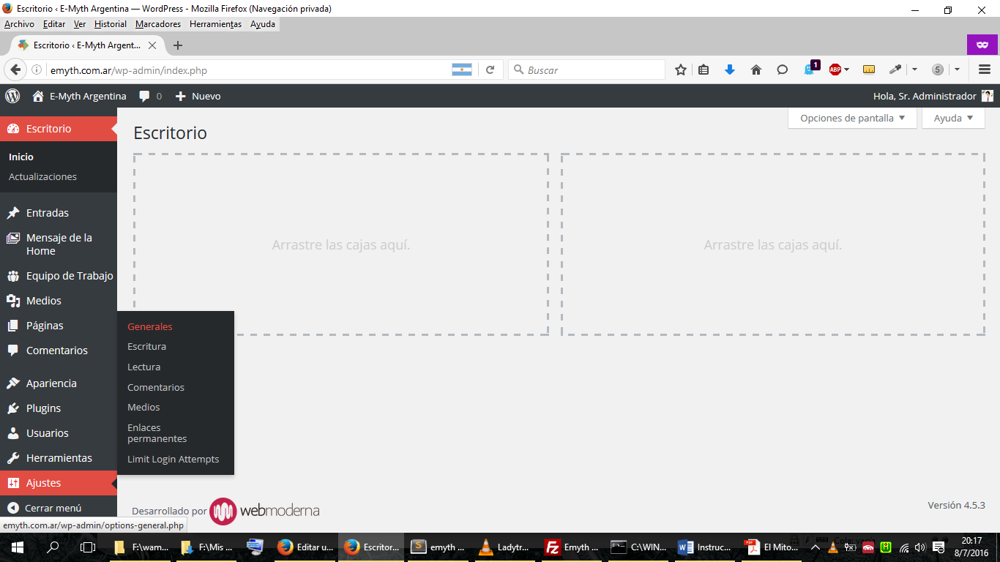 Escritorio ‹ E-Myth Argentina — WordPress - Mozilla Firefox (Navegación privada)
Archivo Editar Ver Historial Marcadores Herramientas Ayuda
Escritorio ‹ E-Myth Argent...
emyth.com.ar/wp-admin/index.php
Buscar
1
ABP
5
E-Myth Argentina 0 Nuevo
Hola, Sr. Administrador
Escritorio
Inicio
Actualizaciones
Entradas
Mensaje de la
Home
Equipo de Trabajo
Medios
Páginas
Comentarios
Apariencia
Plugins
Usuarios
Herramientas
Ajustes
Cerrar menú
Generales
Escritura
Lectura
Comentarios
Medios
Enlaces
permanentes
Limit Login Attempts
Opciones de pantalla
Ayuda
Escritorio
Arrastre las cajas aquí.
Arrastre las cajas aquí.
Desarrollado por webmoderna
Versión 4.5.3
emyth.com.ar/wp-admin/options-general.php
F:\wam...
F:\Mis ...
Editar u...
Escritor...
emyth ...
Ladytr...
Emyth ...
C:\WIN...
Instruc...
El Mito...
20:17
8/7/2016